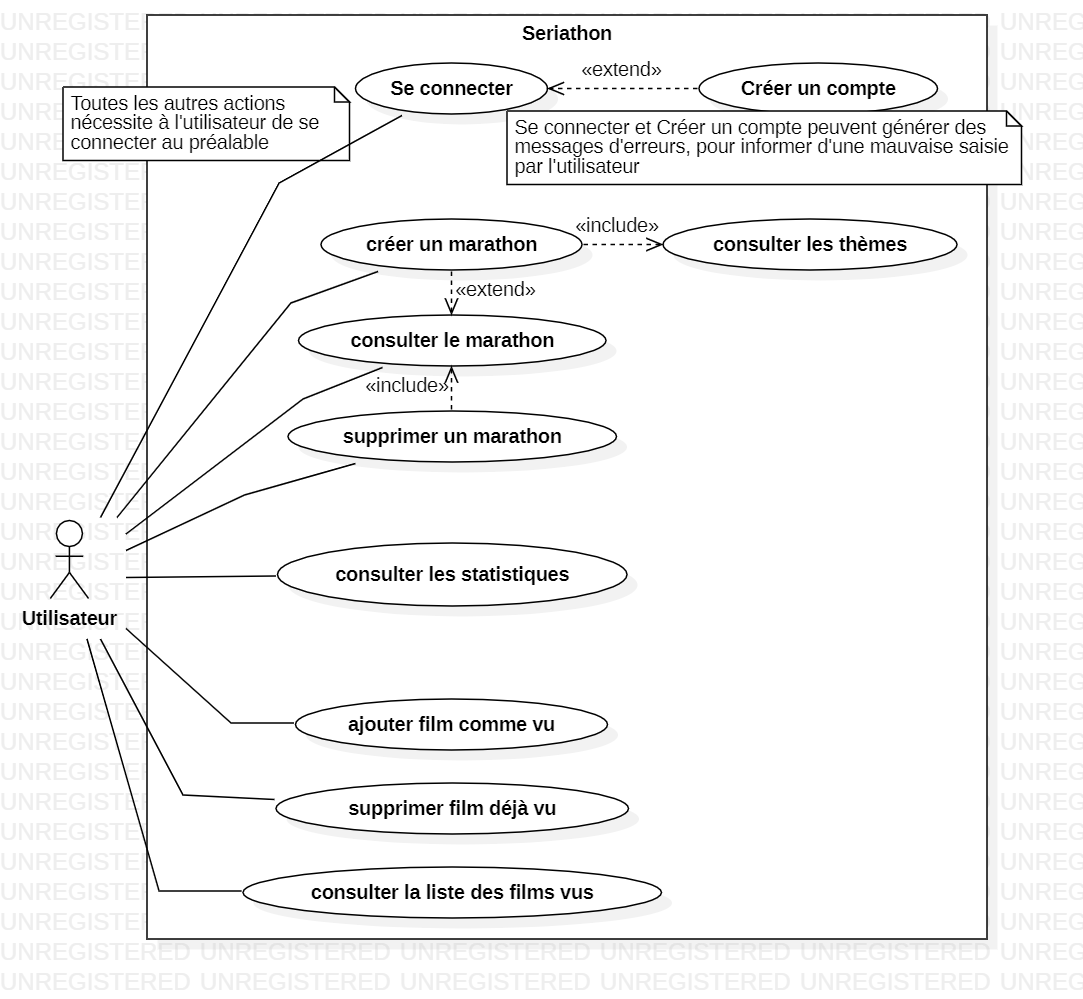 Seriathon
Se connecter
«extend»
Créer un compte
Toutes les autres actions
nécessite à l'utilisateur de se
connecter au préalable
Se connecter et Créer un compte peuvent générer des
messages d'erreurs, pour informer d'une mauvaise saisie
par l'utilisateur
créer un marathon
«include»
consulter les thèmes
«extend»
consulter le marathon
«include»
supprimer un marathon
consulter les statistiques
Utilisateur
ajouter film comme vu
supprimer film déjà vu
consulter la liste des films vus
UNREGISTERED UNREGISTERED UNREGISTERED UNREGISTERED UNREGISTERED UNREG
UNREGISTERED UNREGISTERED UNREGISTERED UNREGISTERED UNREGISTERED UNREG